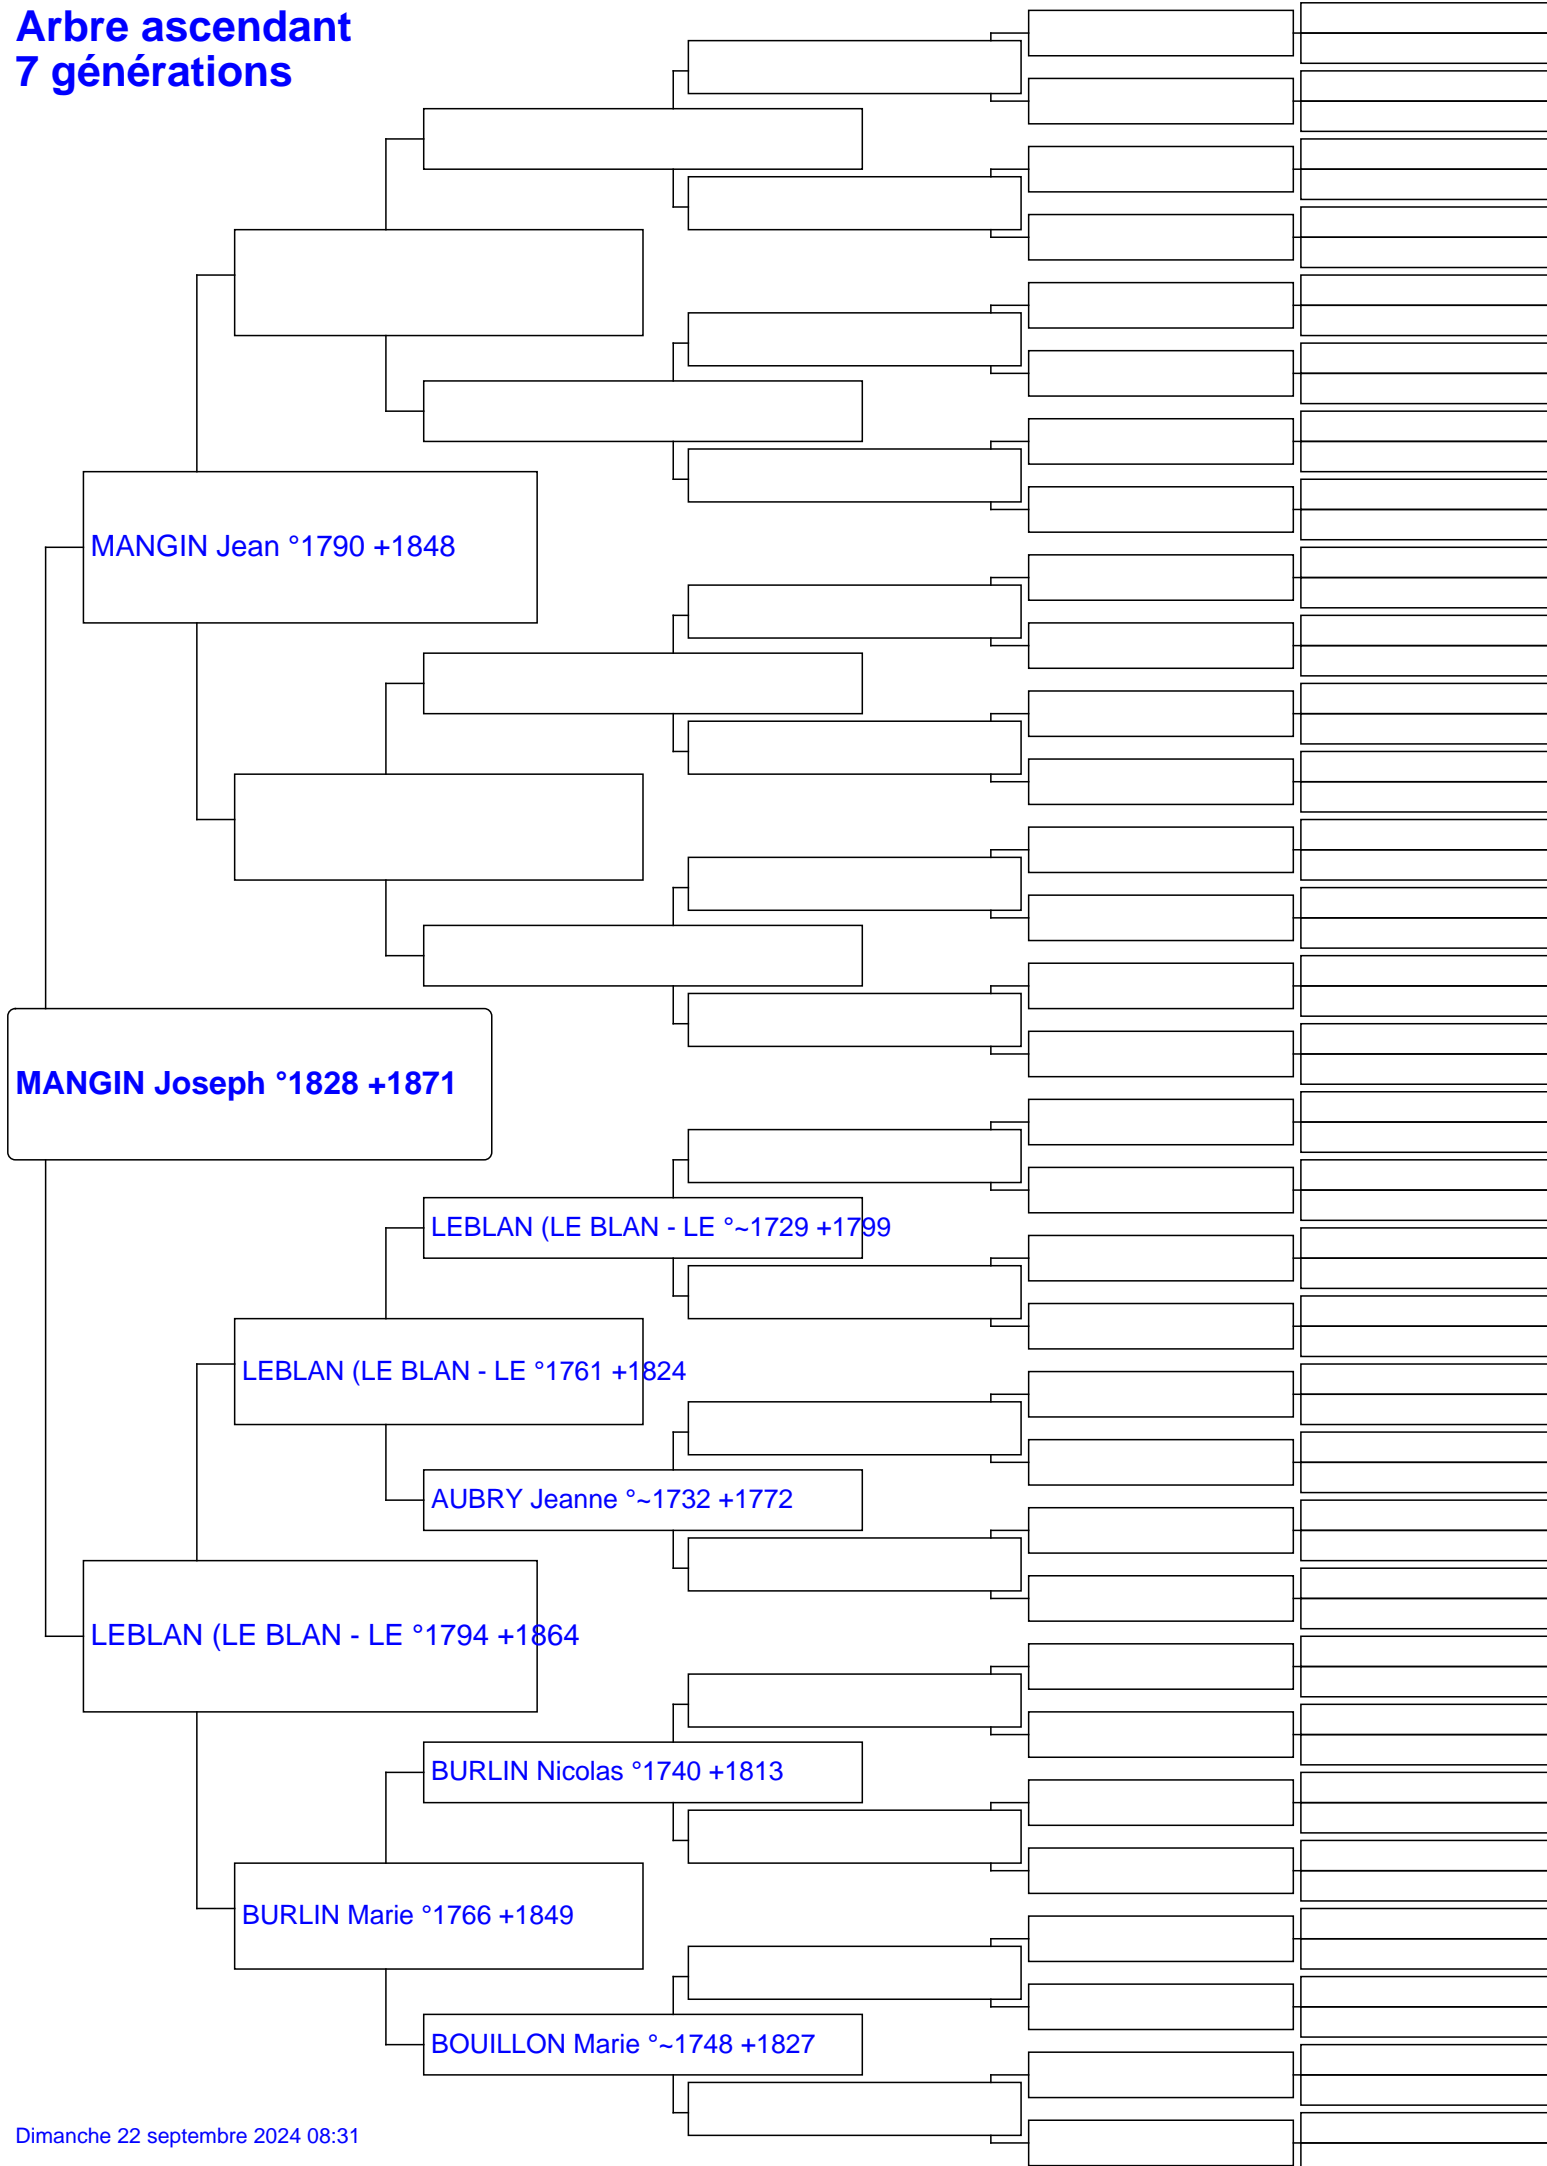 Arbre ascendant
7 générations
MANGIN Jean °1790 +1848
MANGIN Joseph °1828 +1871
LEBLAN (LE BLAN - LE °~1729 +1799
LEBLAN (LE BLAN - LE °1761 +1824
AUBRY Jeanne °~1732 +1772
LEBLAN (LE BLAN - LE °1794 +1864
BURLIN Nicolas °1740 +1813
BURLIN Marie °1766 +1849
BOUILLON Marie °~1748 +1827
Dimanche 22 septembre 2024 08:31